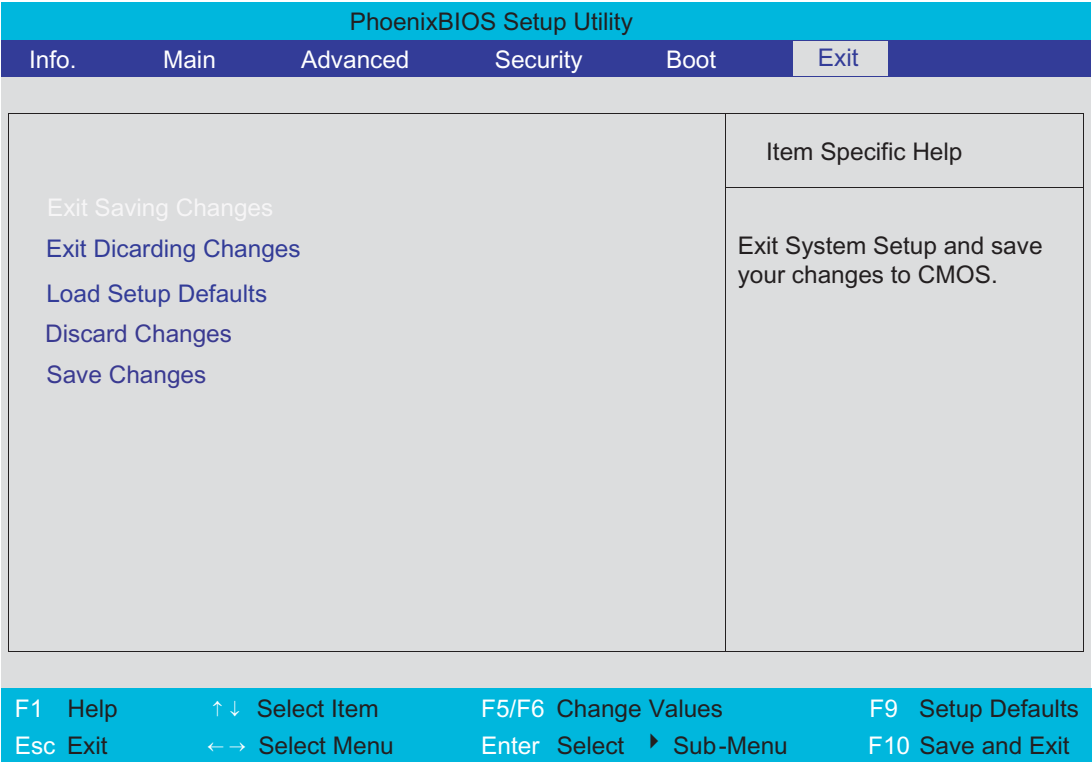 PhoenixBIOS Setup Utility
Info. Main Advanced Security Boot Exit
Item Specific Help
Exit Saving Changes
Exit Dicarding Changes
Load Setup Defaults
Discard Changes
Save Changes
Exit System Setup and save
your changes to CMOS.
F1 Help ↑↓ Select Item F5/F6 Change Values F9 Setup Defaults
Esc Exit ←→ Select Menu Enter Select ▶ Sub-Menu F10 Save and Exit